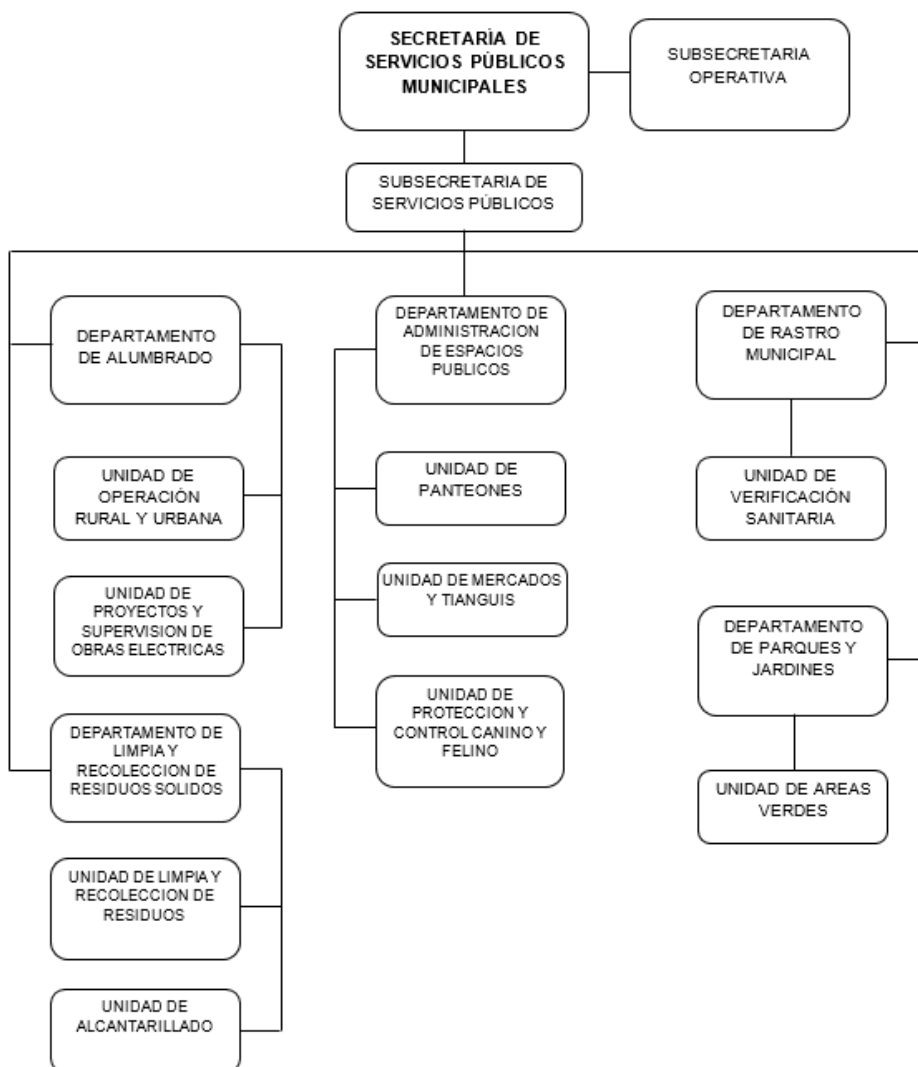 SECRETARÌA DE
SERVICIOS PÚBLICOS
MUNICIPALES
SUBSECRETARIA
OPERATIVA
SUBSECRETARIA DE
SERVICIOS PÚBLICOS
DEPARTAMENTO
DE ALUMBRADO
UNIDAD DE
OPERACIÓN
RURAL Y URBANA
UNIDAD DE
PROYECTOS Y
SUPERVISION DE
OBRAS ELECTRICAS
DEPARTAMENTO DE
LIMPIA Y
RECOLECCION DE
RESIDUOS SOLIDOS
UNIDAD DE LIMPIA Y
RECOLECCION DE
RESIDUOS
UNIDAD DE
ALCANTARILLADO
DEPARTAMENTO DE
ADMINISTRACION
DE ESPACIOS
PUBLICOS
UNIDAD DE
PANTEONES
UNIDAD DE MERCADOS
Y TIANGUIS
UNIDAD DE
PROTECCION Y
CONTROL CANINO Y
FELINO
DEPARTAMENTO
DE RASTRO
MUNICIPAL
UNIDAD DE
VERIFICACIÓN
SANITARIA
DEPARTAMENTO
DE PARQUES Y
JARDINES
UNIDAD DE AREAS
VERDES